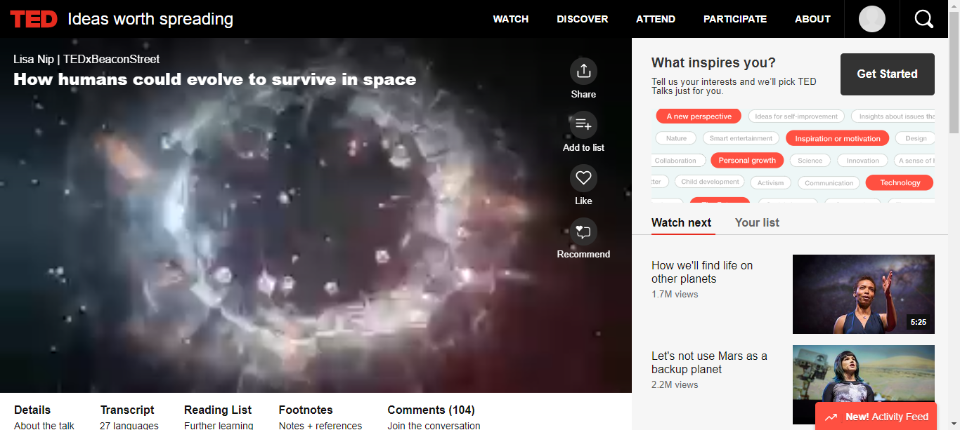 TED Ideas worth spreading
WATCH
DISCOVER
ATTEND
PARTICIPATE
ABOUT
Lisa Nip | TEDxBeaconStreet
How humans could evolve to survive in space
Share
Add to list
Like
Recommend
Details
About the talk
Transcript
27 languages
Reading List
Further learning
Footnotes
Notes + references
Comments (104)
Join the conversation
What inspires you?
Tell us your interests and we'll pick TED
Talks just for you.
Get Started
A new perspective
Ideas for self-improvement
Insights about issues
Nature
Smart entertainment
Inspiration or motivation
Design
Collaboration
Personal growth
Science
Innovation
A sense of
Child development
Activism
Communication
Technology
Watch next
Your list
How we'll find life on
other planets
1.7M views
5:25
Let's not use Mars as a
backup planet
2.2M views
New! Activity Feed